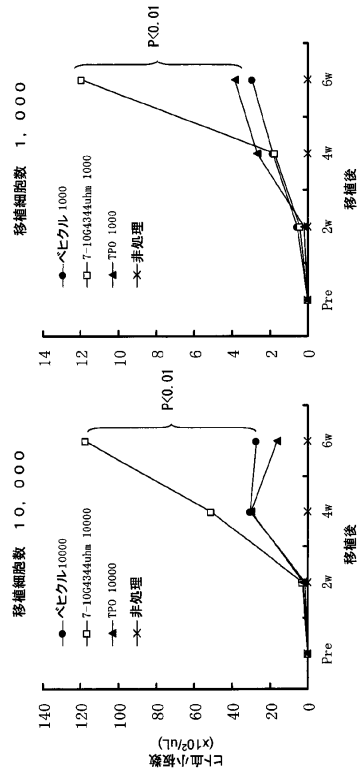 移植細胞数 10,000
ヒト血小板数
(x10²/uL)
140
120
100
80
60
40
20
0
ベヒクル10000
7-10G4344uhm 10000
TPO 10000
非処理
P<0.01
Pre
2w
4w
6w
移植後
移植細胞数 1,000
14
12
10
8
6
4
2
0
ベヒクル1000
7-10G4344uhm 1000
TPO 1000
非処理
P<0.01
Pre
2w
4w
6w
移植後